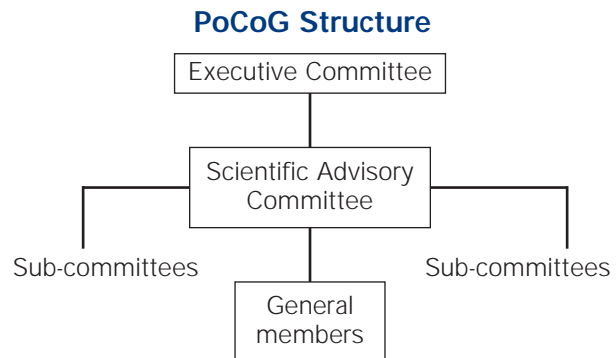 PoCoG Structure
Executive Committee
Scientific Advisory
Committee
Sub-committees
Sub-committees
General
members